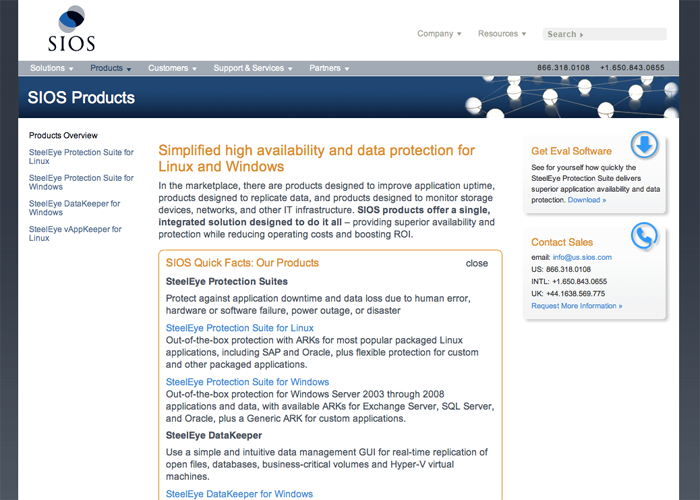 SIOS
Company
Resources
Search
Solutions
Products
Customers
Support & Services
Partners
866.318.0108 +1.650.843.0655
SIOS Products
Products Overview
SteelEye Protection Suite for
Linux
SteelEye Protection Suite for
Windows
SteelEye DataKeeper for
Windows
SteelEye vAppKeeper for
Linux
Simplified high availability and data protection for
Linux and Windows
In the marketplace, there are products designed to improve application uptime,
products designed to replicate data, and products designed to monitor storage
devices, networks, and other IT infrastructure. SIOS products offer a single,
integrated solution designed to do it all – providing superior availability and
protection while reducing operating costs and boosting ROI.
SIOS Quick Facts: Our Products
close
SteelEye Protection Suites
Protect against application downtime and data loss due to human error,
hardware or software failure, power outage, or disaster
SteelEye Protection Suite for Linux
Out-of-the-box protection with ARKs for most popular packaged Linux
applications, including SAP and Oracle, plus flexible protection for custom
and other packaged applications.
SteelEye Protection Suite for Windows
Out-of-the-box protection for Windows Server 2003 through 2008
applications and data, with available ARKs for Exchange Server, SQL Server,
and Oracle, plus a Generic ARK for custom applications.
SteelEye DataKeeper
Use a simple and intuitive data management GUI for real-time replication of
open files, databases, business-critical volumes and Hyper-V virtual
machines.
SteelEye DataKeeper for Windows
Get Eval Software
See for yourself how quickly the
SteelEye Protection Suite delivers
superior application availability and data
protection. Download »
Contact Sales
email: info@us.sios.com
US: 866.318.0108
INTL: +1.650.843.0655
UK: +44.1638.569.775
Request More Information »